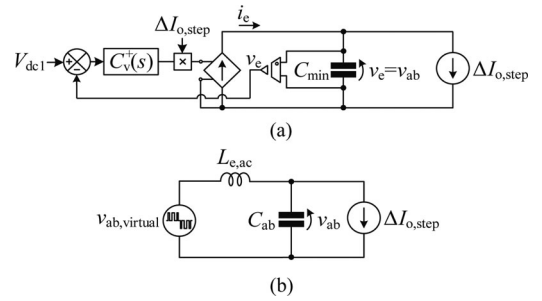 ΔI_o,step
i_e
V_dc1
+
−
C_v^+(s)
×
v_e
C_min
v_e=v_ab
ΔI_o,step
(a)
L_e,ac
v_ab,virtual
C_ab
v_ab
ΔI_o,step
(b)